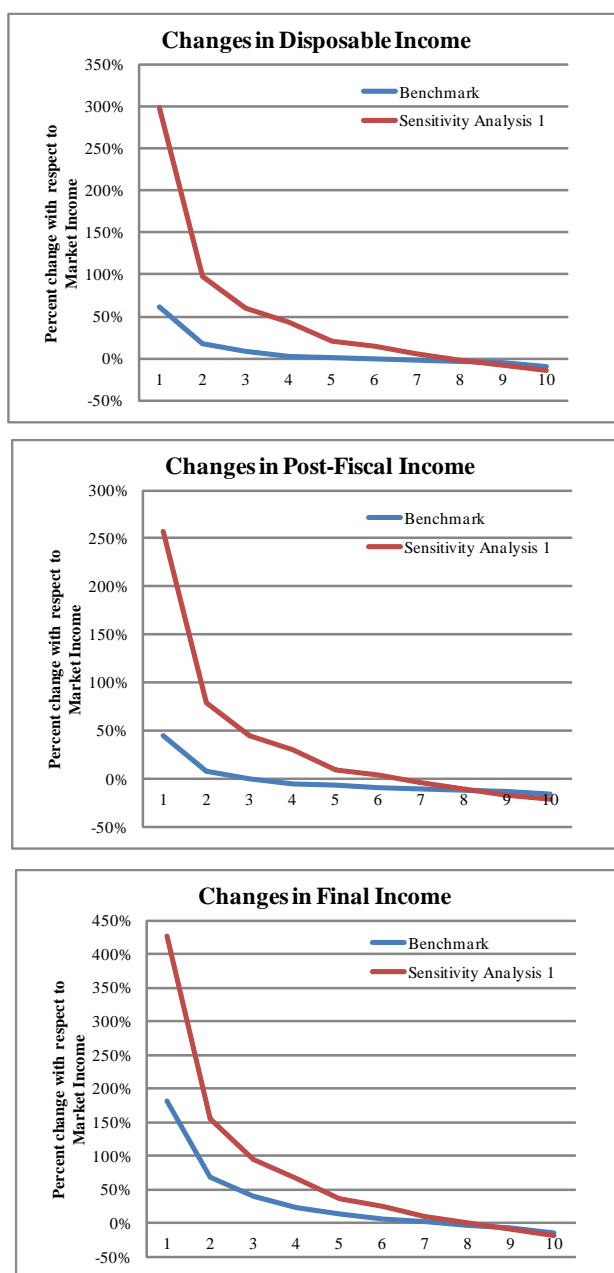 Changes in Disposable Income
Percent change with respect to
Market Income
350%
300%
250%
200%
150%
100%
50%
0%
-50%
Benchmark
Sensitivity Analysis 1
1 2 3 4 5 6 7 8 9 10
Changes in Post-Fiscal Income
Percent change with respect to
Market Income
300%
250%
200%
150%
100%
50%
0%
-50%
Benchmark
Sensitivity Analysis 1
1 2 3 4 5 6 7 8 9 10
Changes in Final Income
Percent change with respect to
Market Income
450%
400%
350%
300%
250%
200%
150%
100%
50%
0%
-50%
Benchmark
Sensitivity Analysis 1
1 2 3 4 5 6 7 8 9 10